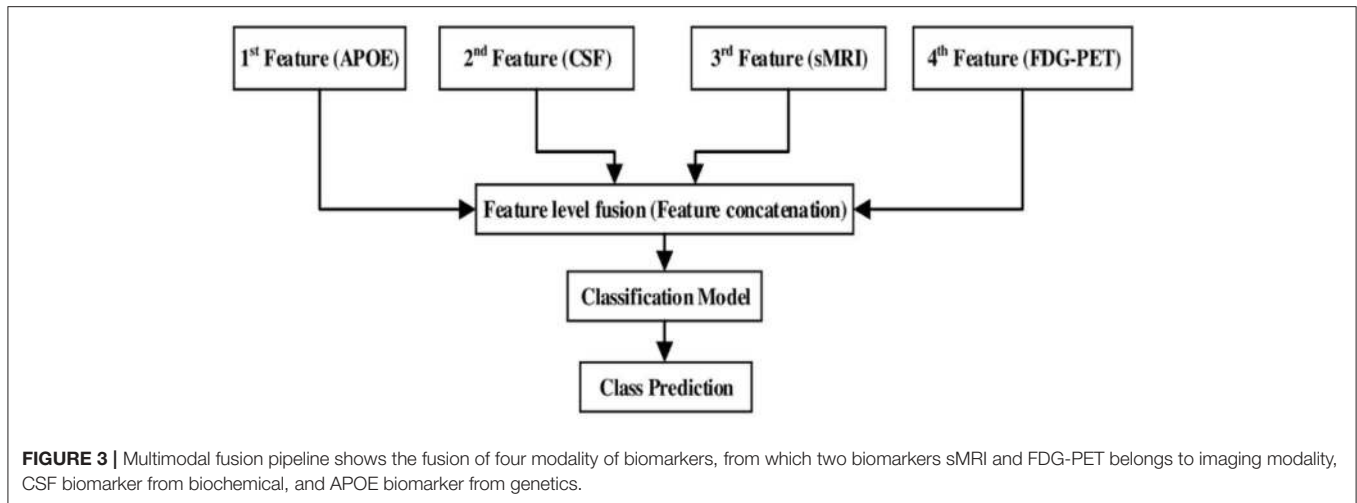 1st Feature (APOE)
2nd Feature (CSF)
3rd Feature (sMRI)
4th Feature (FDG-PET)
Feature level fusion (Feature concatenation)
Classification Model
Class Prediction
FIGURE 3 | Multimodal fusion pipeline shows the fusion of four modality of biomarkers, from which two biomarkers sMRI and FDG-PET belongs to imaging modality,
CSF biomarker from biochemical, and APOE biomarker from genetics.